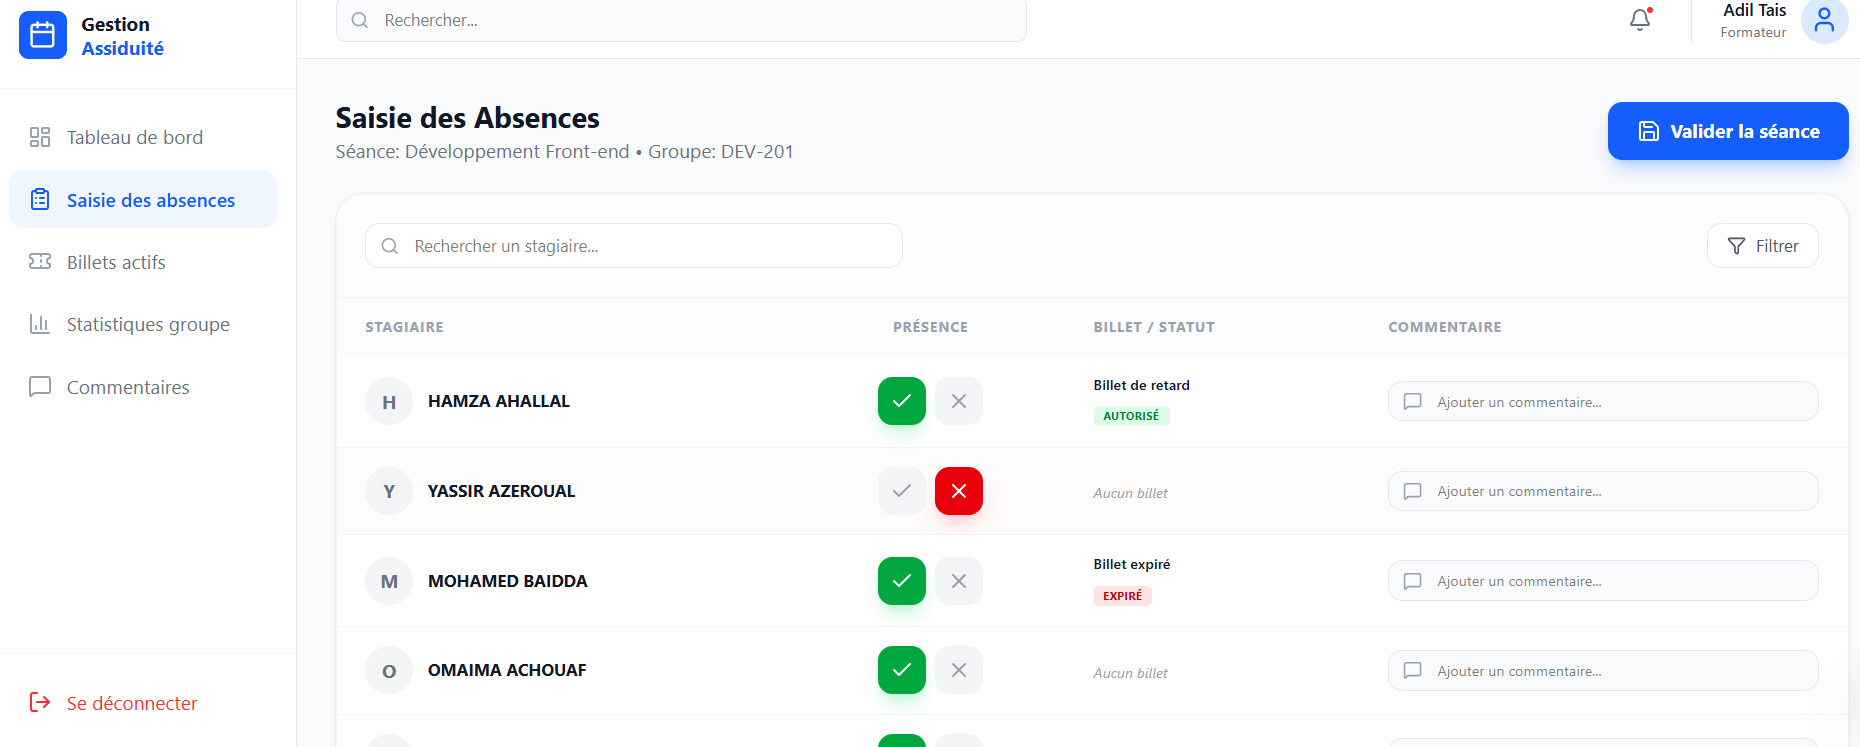 Gestion
Assiduité
Rechercher...
Adil Tais
Formateur
Tableau de bord
Saisie des absences
Billets actifs
Statistiques groupe
Commentaires
Se déconnecter
Saisie des Absences
Séance: Développement Front-end • Groupe: DEV-201
Valider la séance
Rechercher un stagiaire...
Filtrer
STAGIAIRE PRÉSENCE BILLET / STATUT COMMENTAIRE
H HAMZA AHALLAL Billet de retard AUTORISÉ Ajouter un commentaire...
Y YASSIR AZEROUAL Aucun billet Ajouter un commentaire...
M MOHAMED BAIDDA Billet expiré EXPIRÉ Ajouter un commentaire...
O OMAIMA ACHOUAF Aucun billet Ajouter un commentaire...